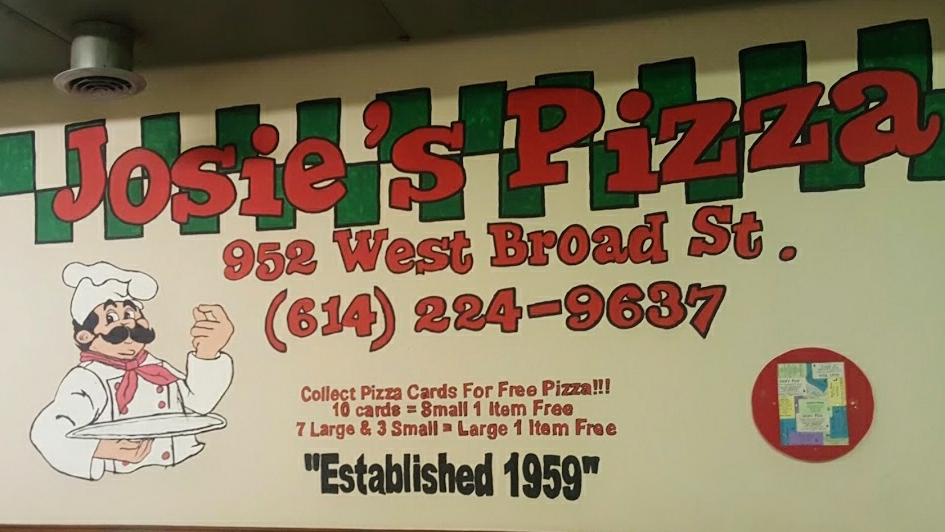 Josie's Pizza
952 West Broad St.
(614) 224-9637
Collect Pizza Cards For Free Pizza!!!
10 cards = Small 1 Item Free
7 Large & 3 Small = Large 1 Item Free
"Established 1959"